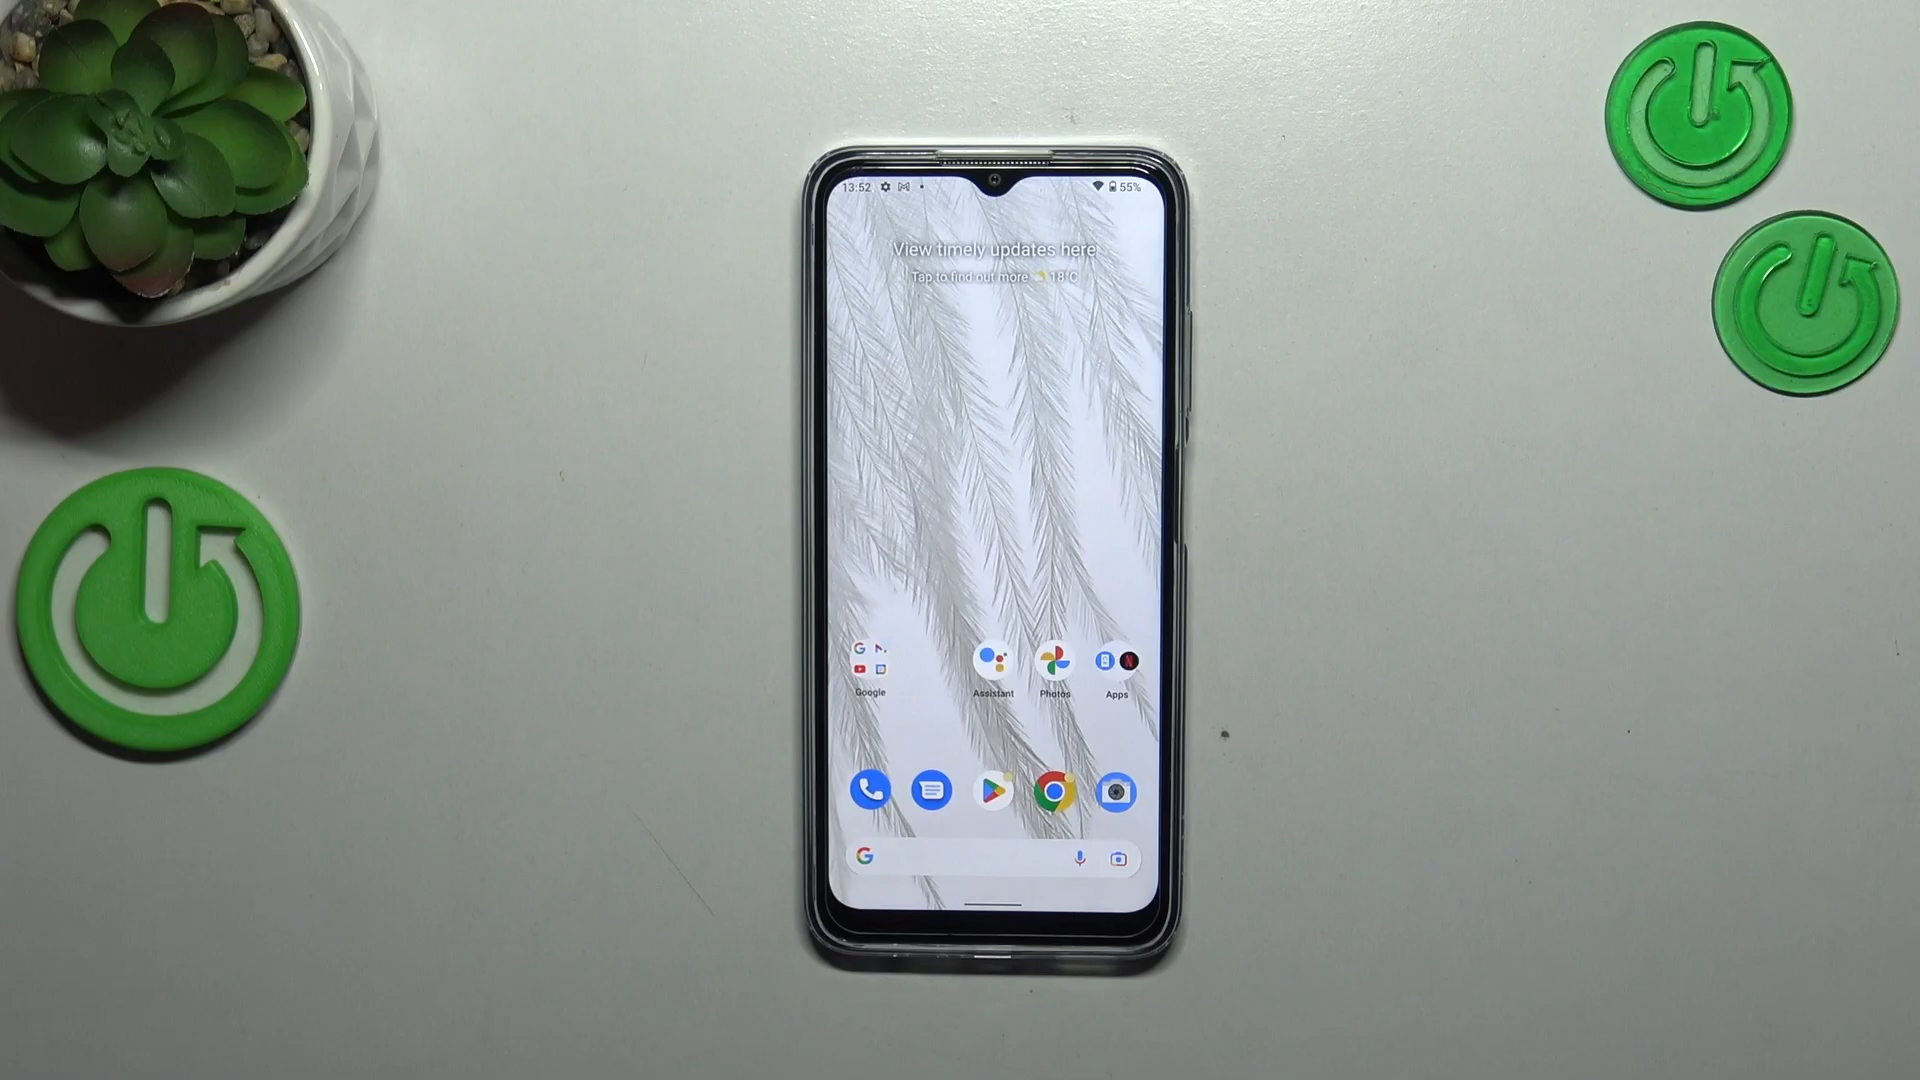 13:52 55%
View timely updates here
Tap to find out more 18°C
Google Assistant Photos Apps